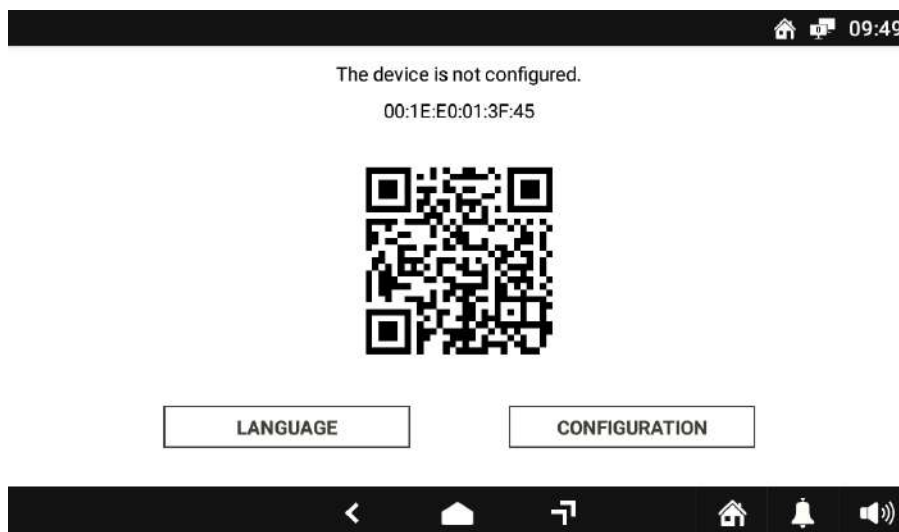 09:49
The device is not configured.
00:1E:E0:01:3F:45
LANGUAGE
CONFIGURATION